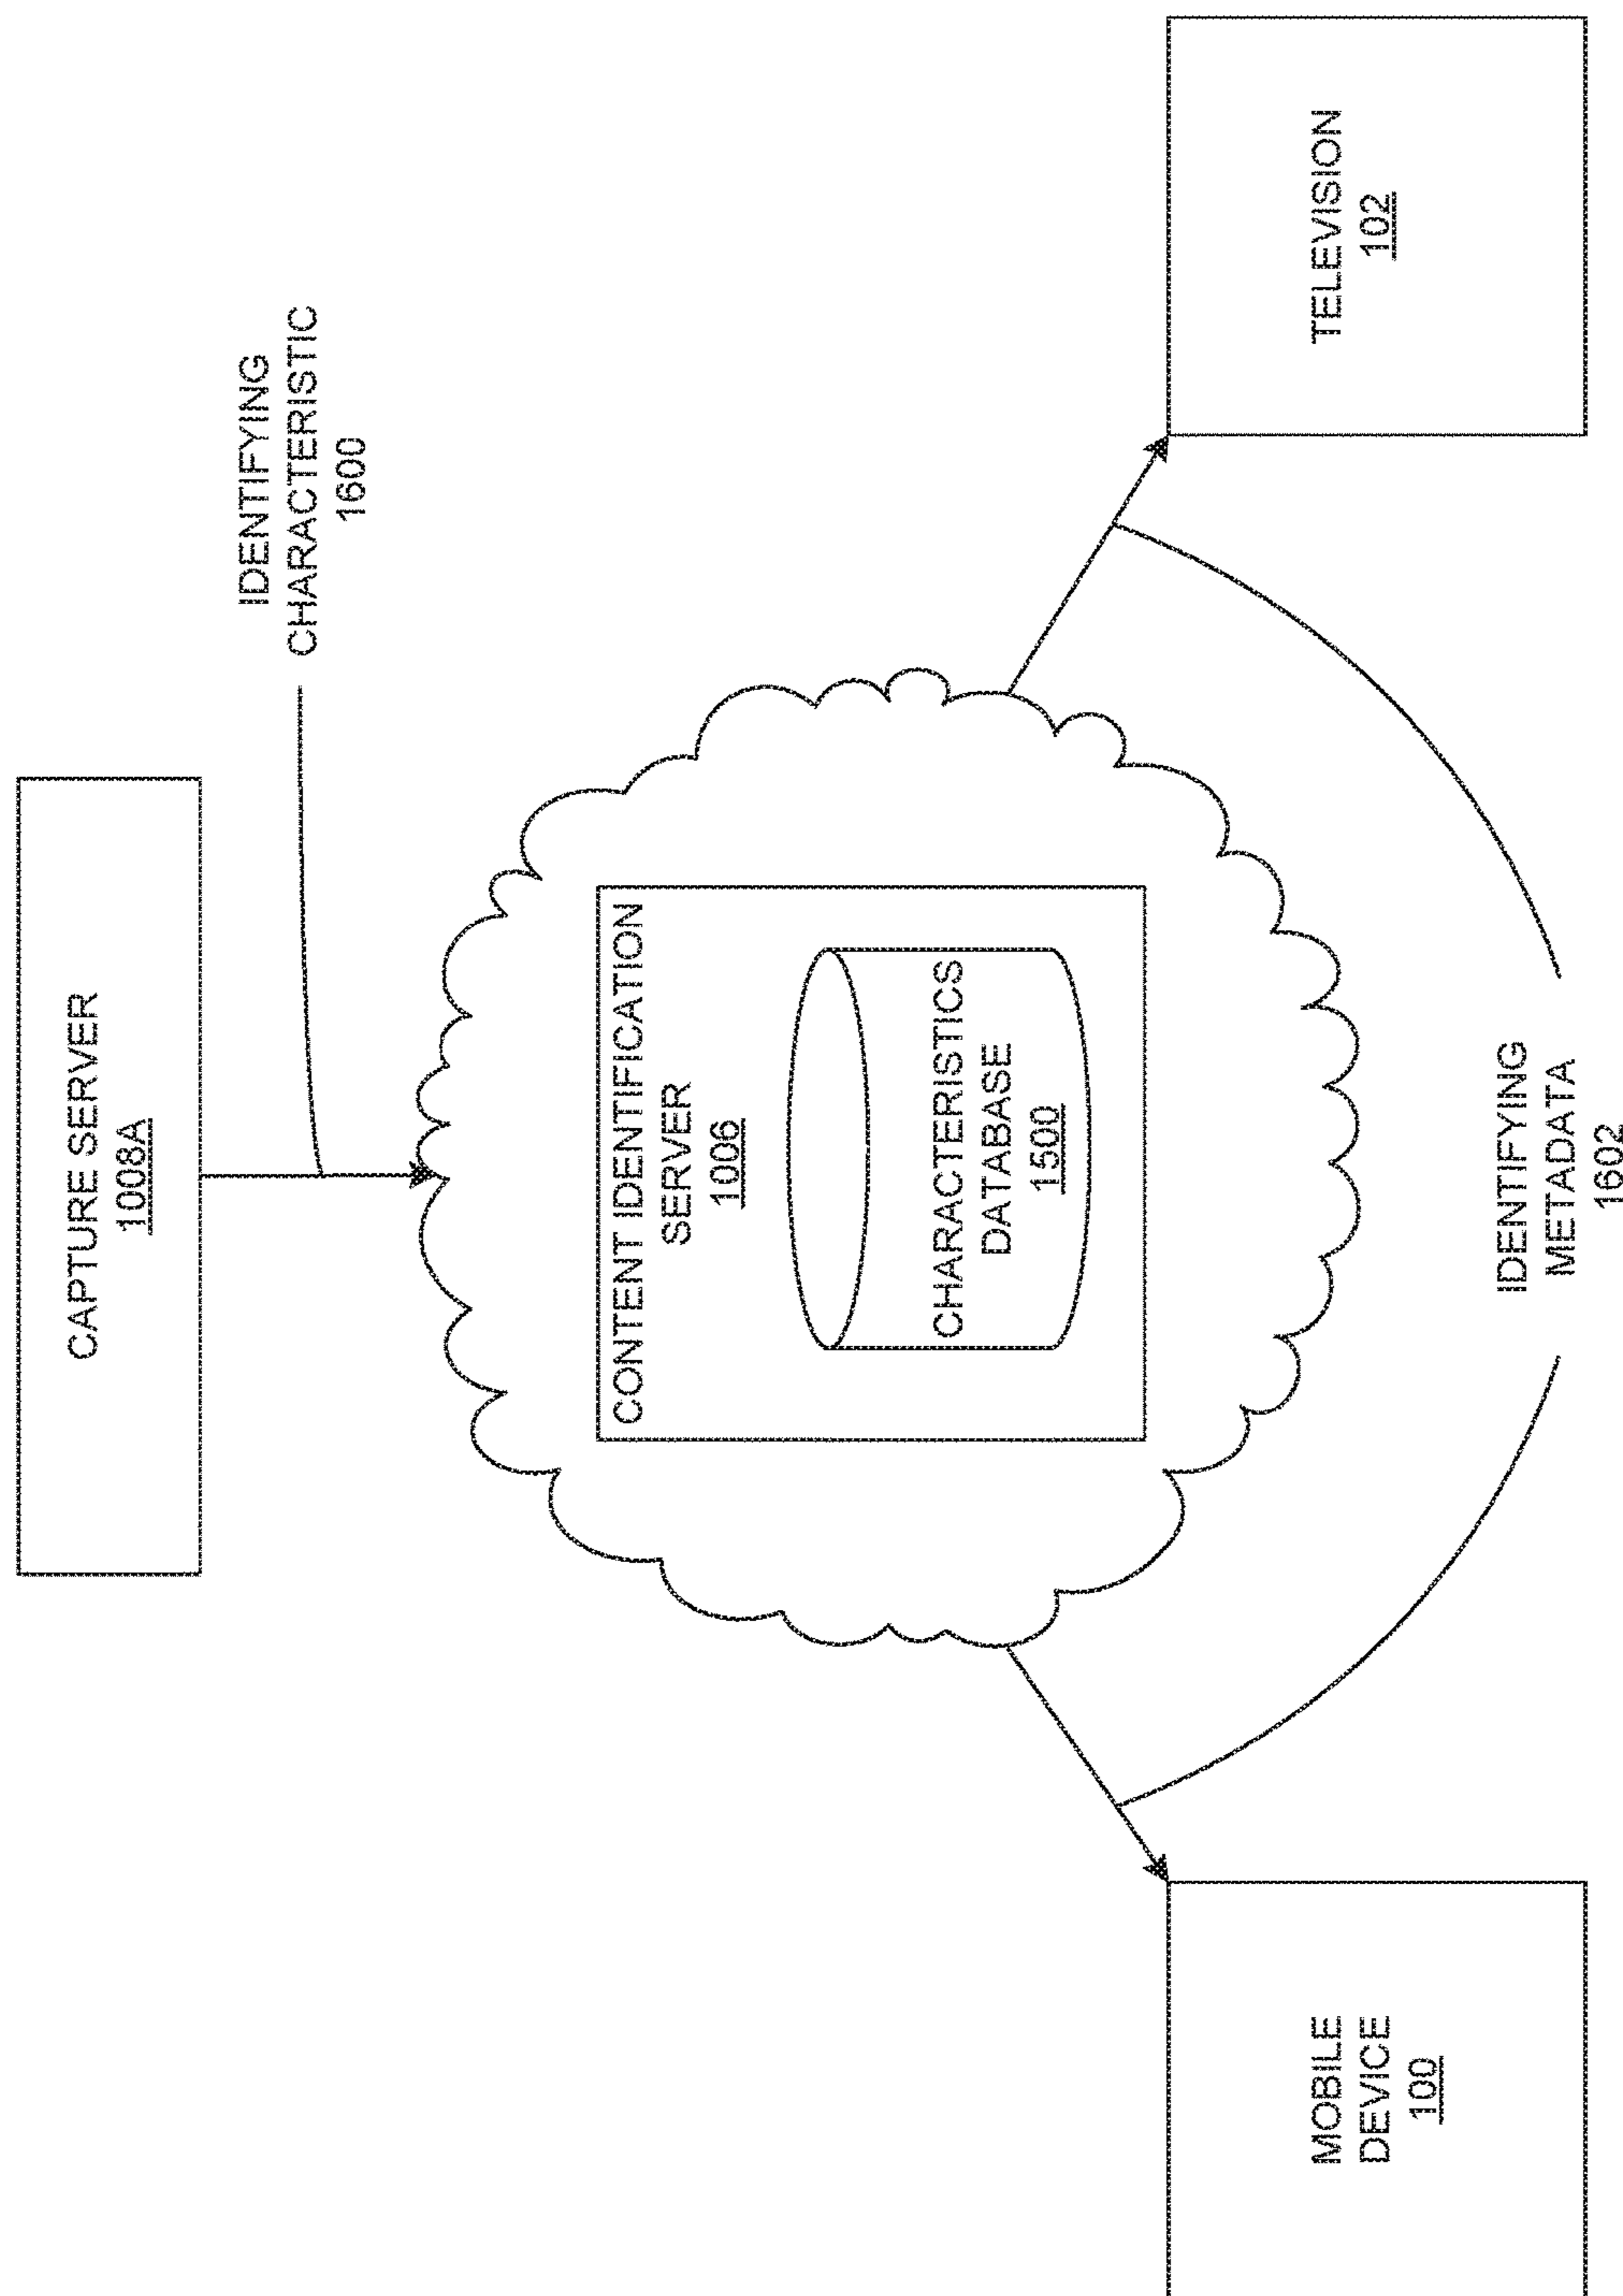 CAPTURE SERVER
1008A
IDENTIFYING
CHARACTERISTIC
1600
CONTENT IDENTIFICATION
SERVER
1006
CHARACTERISTICS
DATABASE
1500
MOBILE
DEVICE
100
IDENTIFYING
METADATA
1602
TELEVISION
102